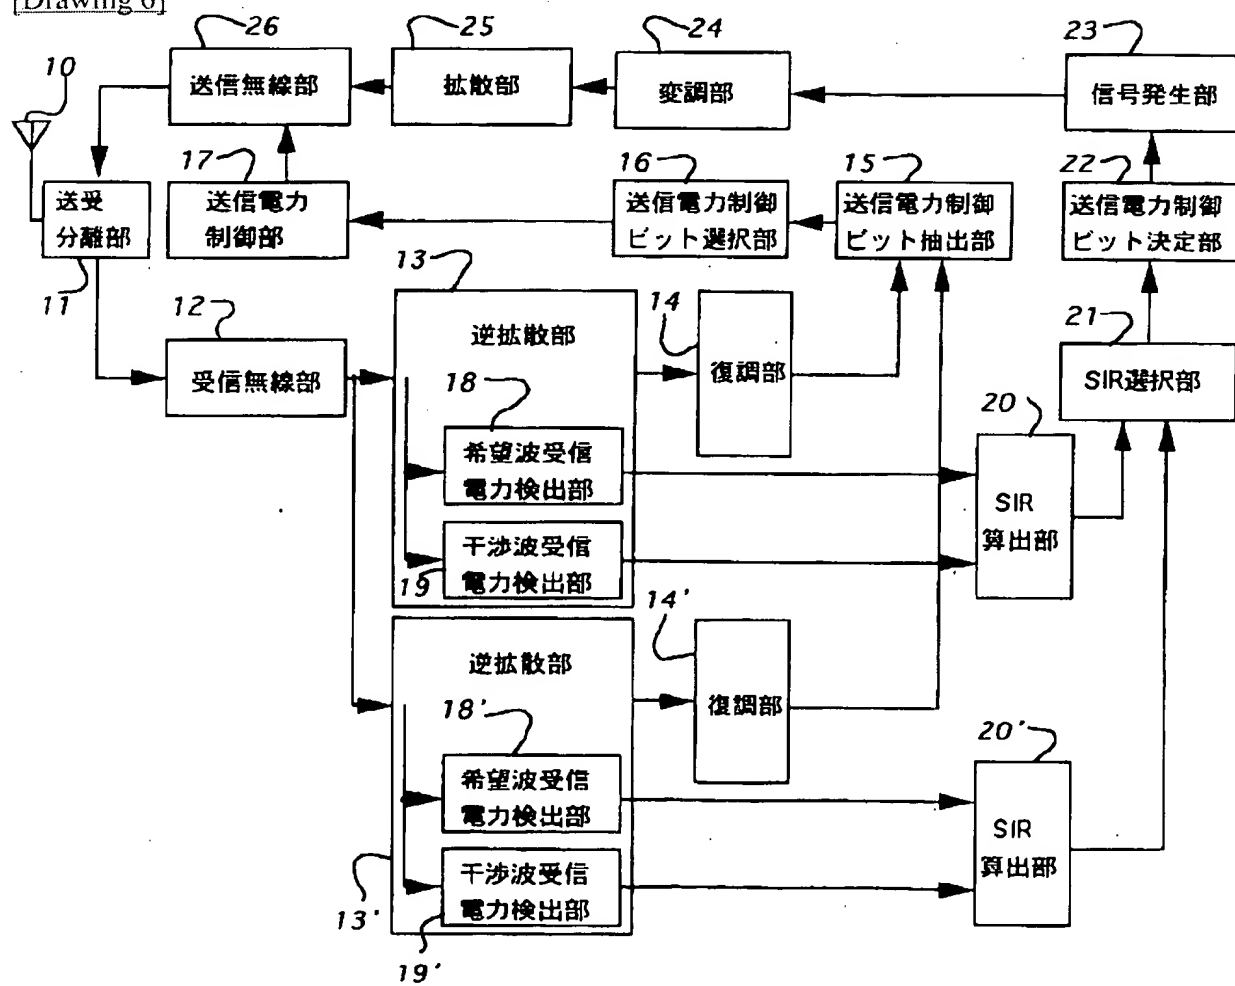 [Drawing 6]
26
25
24
23
送信無線部
拡散部
変調部
信号発生部
10
17
16
15
22
送受
分離部
送信電力
制御部
送信電力制御
ビット選択部
送信電力制御
ビット抽出部
送信電力制御
ビット決定部
11
12
13
14
21
受信無線部
逆拡散部
復調部
SIR選択部
18
20
希望波受信
電力検出部
SIR
算出部
19
干渉波受信
電力検出部
14'
逆拡散部
復調部
18'
20'
希望波受信
電力検出部
SIR
算出部
干渉波受信
電力検出部
13'
19'